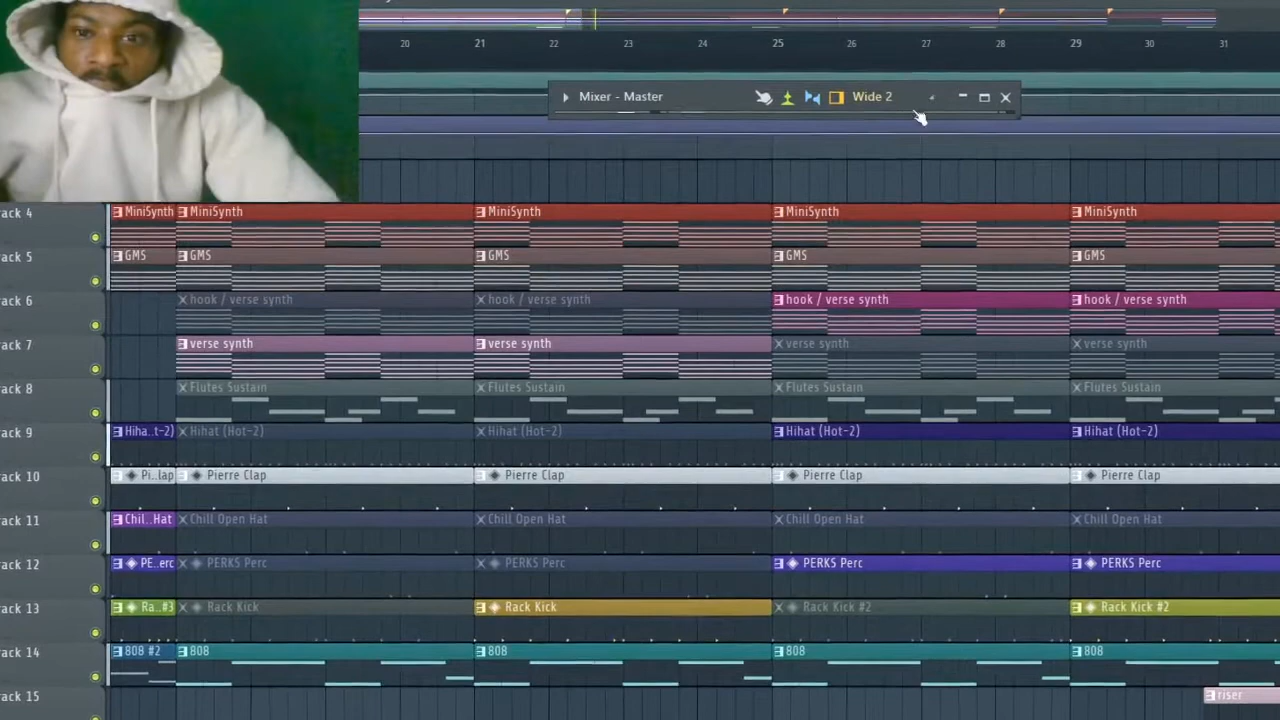 20 21 22 23 24 25 26 27 28 29 30 31
Mixer - Master Wide 2
ack 4 MiniSynth MiniSynth MiniSynth MiniSynth MiniSynth
ack 5 GMS GMS GMS GMS GMS
ack 6 hook / verse synth hook / verse synth hook / verse synth hook / verse synth
ack 7 verse synth verse synth verse synth verse synth
ack 8 Flutes Sustain Flutes Sustain Flutes Sustain Flutes Sustain
ack 9 Hiha..t-2) Hihat (Hot-2) Hihat (Hot-2) Hihat (Hot-2) Hihat (Hot-2)
ack 10 Pi..lap Pierre Clap Pierre Clap Pierre Clap Pierre Clap
ack 11 Chil..Hat Chill Open Hat Chill Open Hat Chill Open Hat Chill Open Hat
ack 12 PE..erc PERKS Perc PERKS Perc PERKS Perc PERKS Perc
ack 13 Ra..#3 Rack Kick Rack Kick Rack Kick #2 Rack Kick #2
ack 14 808 #2 808 808 808 808
ack 15 riser